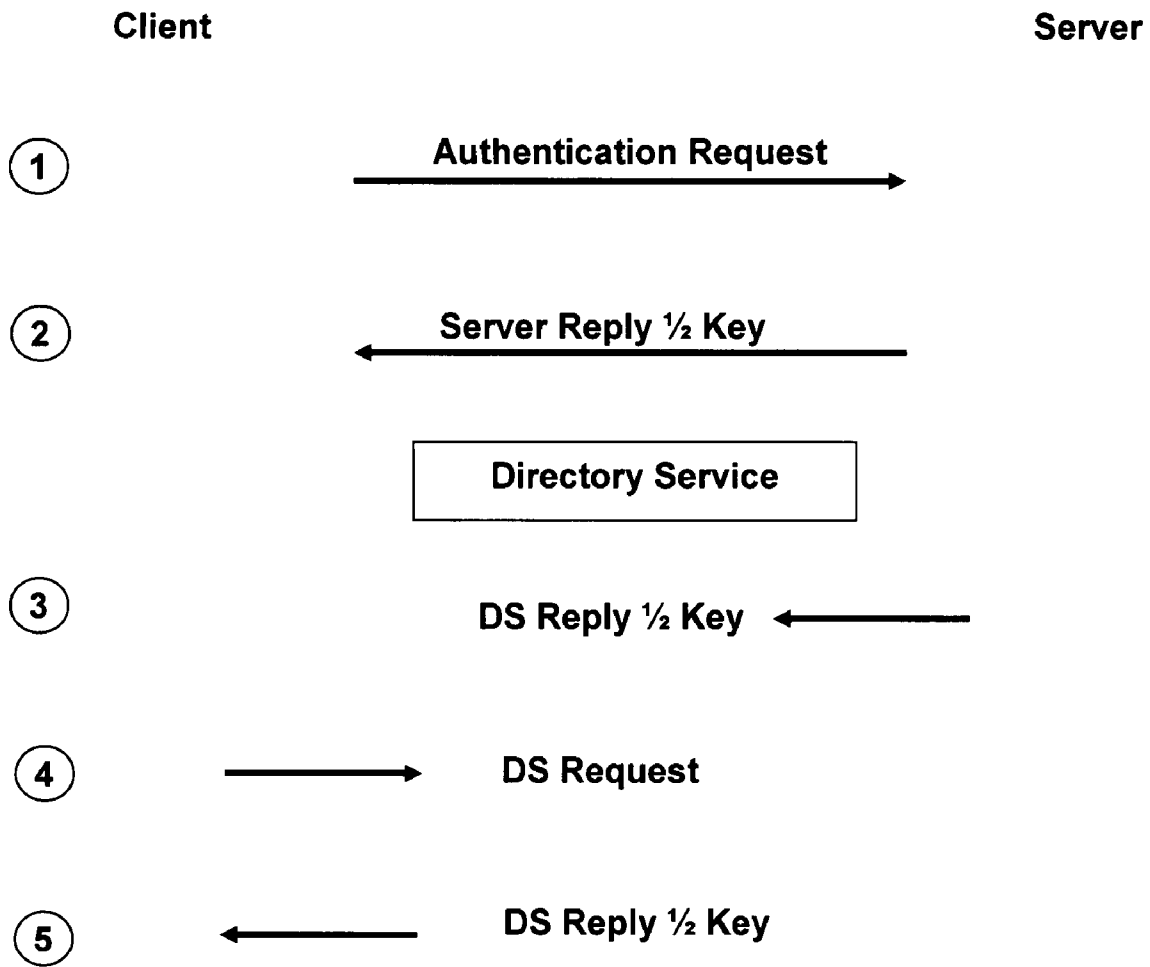 Client Server
1 Authentication Request
2 Server Reply ½ Key
Directory Service
3 DS Reply ½ Key
4 DS Request
5 DS Reply ½ Key